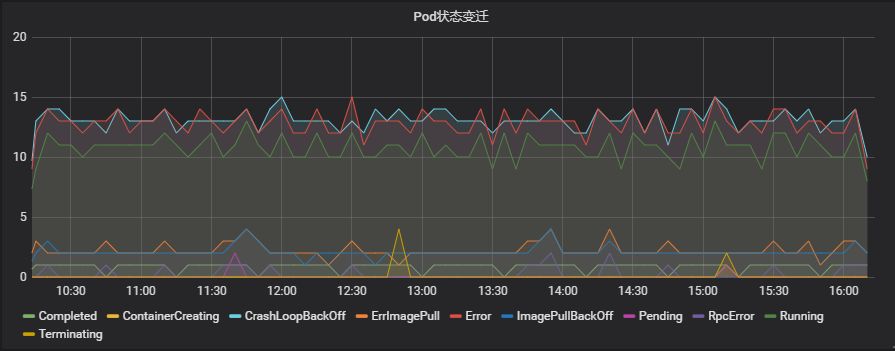 Pod状态变迁
20
15
10
5
0
10:30 11:00 11:30 12:00 12:30 13:00 13:30 14:00 14:30 15:00 15:30 16:00
Completed ContainerCreating CrashLoopBackOff ErrImagePull Error ImagePullBackOff Pending RpcError Running
Terminating